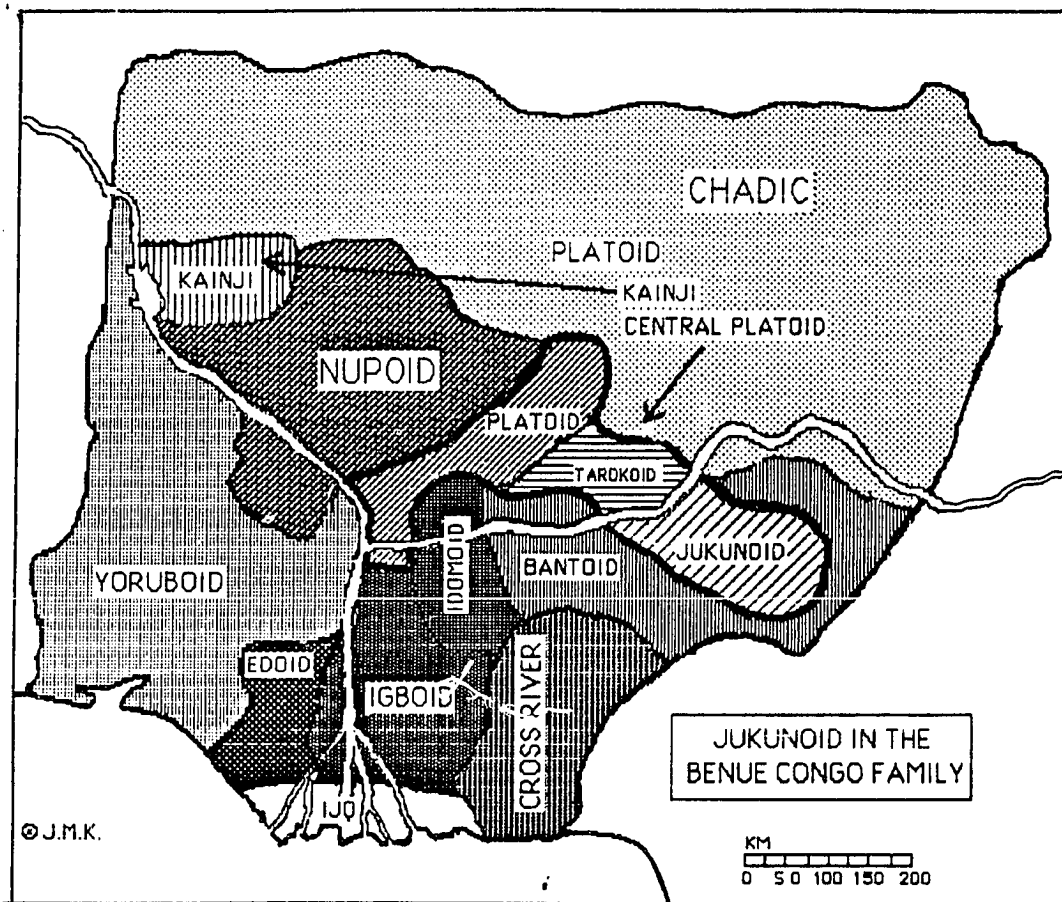 CHADIC
PLATOID
KAINJI
KAINJI
CENTRAL PLATOID
NUPOID
PLATOID
TAROKOID
JUKUNOID
IDOMOID
BANTOID
YORUBOID
EDOID
IGBOID
CROSS RIVER
IJO
JUKUNOID IN THE
BENUE CONGO FAMILY
© J.M.K.
KM
0 50 100 150 200